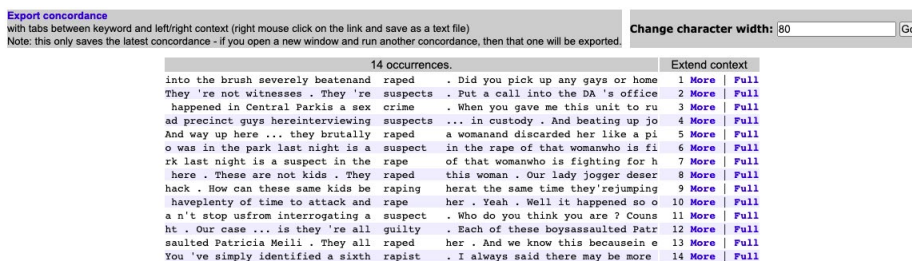 Export concordance
with tabs between keyword and left/right context (right mouse click on the link and save as a text file)
Note: this only saves the latest concordance - if you open a new window and run another concordance, then that one will be exported.
Change character width: 80 Go
14 occurrences. Extend context
into the brush severely beatenand raped . Did you pick up any gays or home 1 More | Full
They 're not witnesses . They 're suspects . Put a call into the DA 's office 2 More | Full
happened in Central Parkis a sex crime . When you gave me this unit to ru 3 More | Full
ad precinct guys hereinterviewing suspects ... in custody . And beating up jo 4 More | Full
And way up here ... they brutally raped a womanand discarded her like a pi 5 More | Full
o was in the park last night is a suspect in the rape of that womanwho is fi 6 More | Full
rk last night is a suspect in the rape of that womanwho is fighting for h 7 More | Full
here . These are not kids . They raped this woman . Our lady jogger deser 8 More | Full
hack . How can these same kids be raping herat the same time they'rejumping 9 More | Full
haveplenty of time to attack and rape her . Yeah . Well it happened so o 10 More | Full
a n't stop usfrom interrogating a suspect . Who do you think you are ? Couns 11 More | Full
ht . Our case ... is they 're all guilty . Each of these boysassaulted Patr 12 More | Full
saulted Patricia Meili . They all raped her . And we know this becausein e 13 More | Full
You 've simply identified a sixth rapist . I always said there may be more 14 More | Full